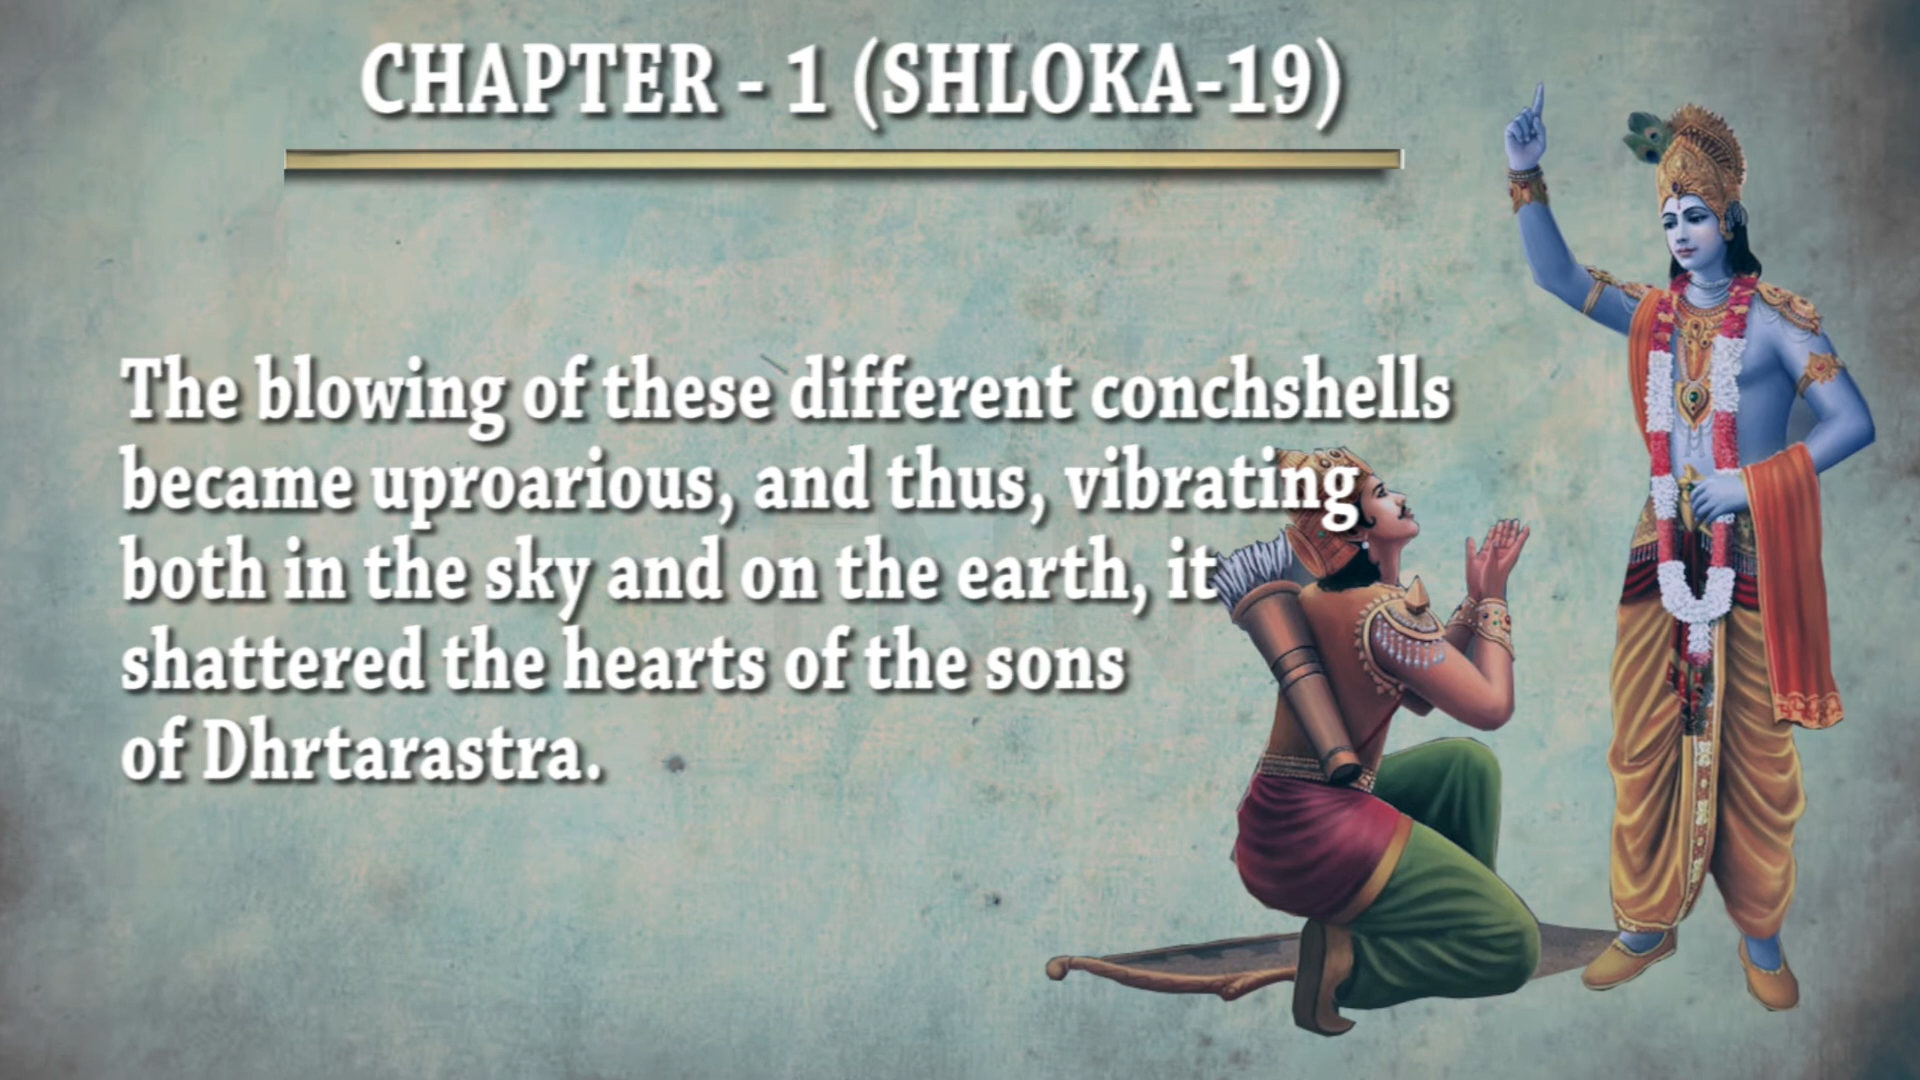 CHAPTER - 1 (SHLOKA-19)
The blowing of these different conchshells
became uproarious, and thus, vibrating
both in the sky and on the earth, it
shattered the hearts of the sons
of Dhrtarastra.